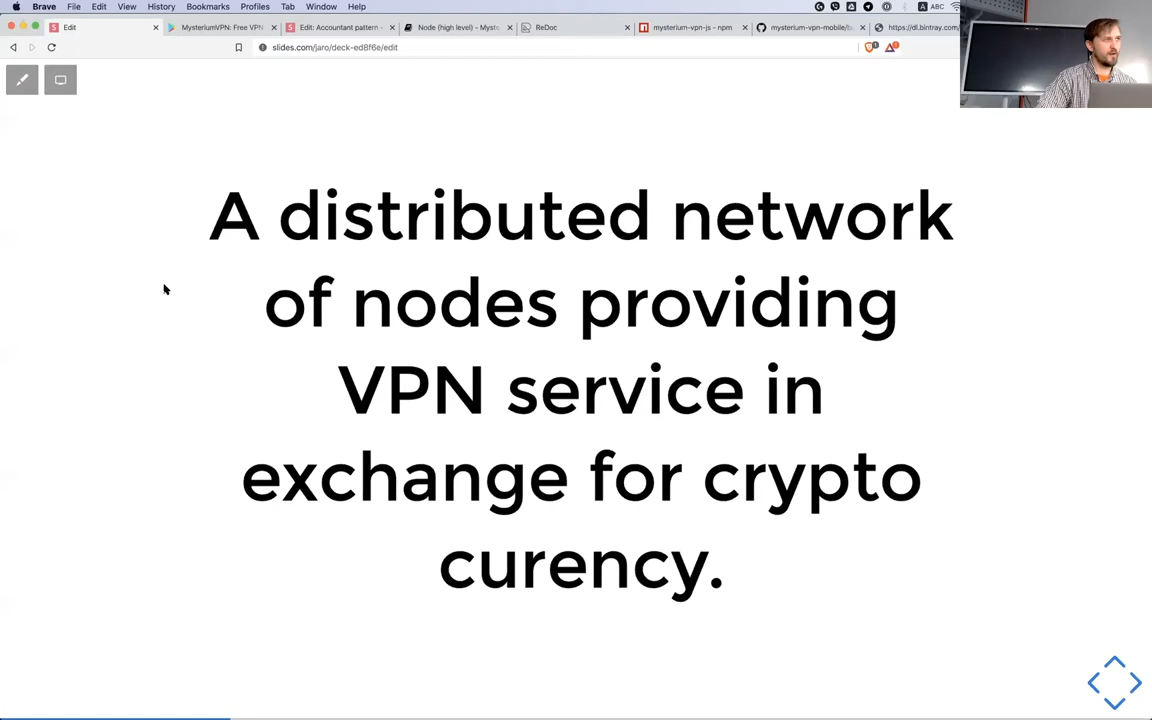 Brave File Edit View History Bookmarks Profiles Tab Window Help ABC
Edit MysteriumVPN: Free VPN Edit: Accountant pattern - Node (high level) - Myste ReDoc mysterium-vpn-js - npm mysterium-vpn-mobile/b https://dl.bintray.com/
slides.com/jaro/deck-ed8f6e/edit
A distributed network
of nodes providing
VPN service in
exchange for crypto
curency.